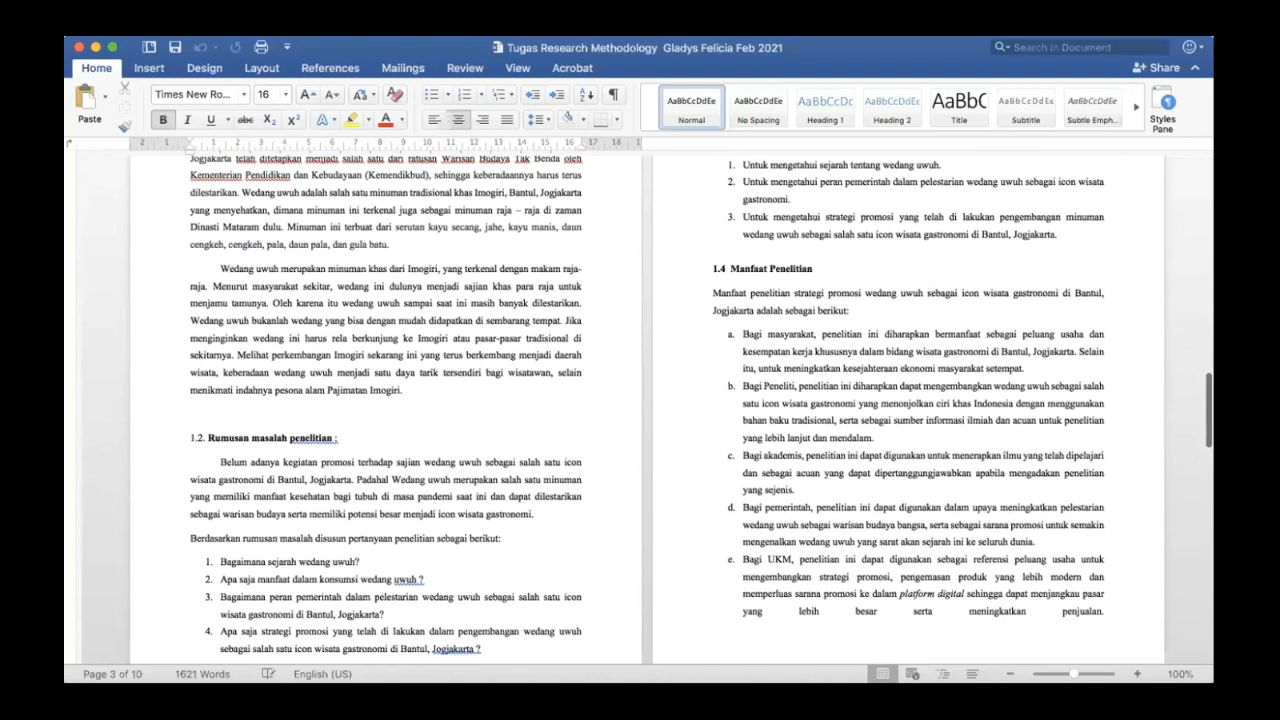 Tugas Research Methodology Gladys Felicia Feb 2021
Search in Document
Home Insert Design Layout References Mailings Review View Acrobat
Share
Paste
Times New Ro...
16
Normal
No Spacing
Heading 1
Heading 2
Title
Subtitle
Subtle Emph...
Styles
Pane
Jogjakarta telah ditetapkan menjadi salah satu dari ratusan Warisan Budaya Tak Benda oleh
Kementerian Pendidikan dan Kebudayaan (Kemendikbud), sehingga keberadaannya harus terus
dilestarikan. Wedang uwuh adalah salah satu minuman tradisional khas Imogiri, Bantul, Jogjakarta
yang menyehatkan, dimana minuman ini terkenal juga sebagai minuman raja – raja di zaman
Dinasti Mataram dulu. Minuman ini terbuat dari serutan kayu secang, jahe, kayu manis, daun
cengkeh, cengkeh, pala, daun pala, dan gula batu.
Wedang uwuh merupakan minuman khas dari Imogiri, yang terkenal dengan makam raja-
raja. Menurut masyarakat sekitar, wedang ini dulunya menjadi sajian khas para raja untuk
menjamu tamunya. Oleh karena itu wedang uwuh sampai saat ini masih banyak dilestarikan.
Wedang uwuh bukanlah wedang yang bisa dengan mudah didapatkan di sembarang tempat. Jika
menginginkan wedang ini harus rela berkunjung ke Imogiri atau pasar-pasar tradisional di
sekitarnya. Melihat perkembangan Imogiri sekarang ini yang terus berkembang menjadi daerah
wisata, keberadaan wedang uwuh menjadi satu daya tarik tersendiri bagi wisatawan, selain
menikmati indahnya pesona alam Pajimatan Imogiri.
1.2. Rumusan masalah penelitian :
Belum adanya kegiatan promosi terhadap sajian wedang uwuh sebagai salah satu icon
wisata gastronomi di Bantul, Jogjakarta. Padahal Wedang uwuh merupakan salah satu minuman
yang memiliki manfaat kesehatan bagi tubuh di masa pandemi saat ini dan dapat dilestarikan
sebagai warisan budaya serta memiliki potensi besar menjadi icon wisata gastronomi.
Berdasarkan rumusan masalah disusun pertanyaan penelitian sebagai berikut:
1. Bagaimana sejarah wedang uwuh?
2. Apa saja manfaat dalam konsumsi wedang uwuh ?
3. Bagaimana peran pemerintah dalam pelestarian wedang uwuh sebagai salah satu icon
wisata gastronomi di Bantul, Jogjakarta?
4. Apa saja strategi promosi yang telah di lakukan dalam pengembangan wedang uwuh
sebagai salah satu icon wisata gastronomi di Bantul, Jogjakarta ?
1. Untuk mengetahui sejarah tentang wedang uwuh.
2. Untuk mengetahui peran pemerintah dalam pelestarian wedang uwuh sebagai icon wisata
gastronomi.
3. Untuk mengetahui strategi promosi yang telah di lakukan pengembangan minuman
wedang uwuh sebagai salah satu icon wisata gastronomi di Bantul, Jogjakarta.
1.4 Manfaat Penelitian
Manfaat penelitian strategi promosi wedang uwuh sebagai icon wisata gastronomi di Bantul,
Jogjakarta adalah sebagai berikut:
a. Bagi masyarakat, penelitian ini diharapkan bermanfaat sebagai peluang usaha dan
kesempatan kerja khususnya dalam bidang wisata gastronomi di Bantul, Jogjakarta. Selain
itu, untuk meningkatkan kesejahteraan ekonomi masyarakat setempat.
b. Bagi Peneliti, penelitian ini diharapkan dapat mengembangkan wedang uwuh sebagai salah
satu icon wisata gastronomi yang menonjolkan ciri khas Indonesia dengan menggunakan
bahan baku tradisional, serta sebagai sumber informasi ilmiah dan acuan untuk penelitian
yang lebih lanjut dan mendalam.
c. Bagi akademis, penelitian ini dapat digunakan untuk menerapkan ilmu yang telah dipelajari
dan sebagai acuan yang dapat dipertanggungjawabkan apabila mengadakan penelitian
yang sejenis.
d. Bagi pemerintah, penelitian ini dapat digunakan dalam upaya meningkatkan pelestarian
wedang uwuh sebagai warisan budaya bangsa, serta sebagai sarana promosi untuk semakin
mengenalkan wedang uwuh yang sarat akan sejarah ini ke seluruh dunia.
e. Bagi UKM, penelitian ini dapat digunakan sebagai referensi peluang usaha untuk
mengembangkan strategi promosi, pengemasan produk yang lebih modern dan
memperluas sarana promosi ke dalam platform digital sehingga dapat menjangkau pasar
yang lebih besar serta meningkatkan penjualan.
Page 3 of 10
1621 Words
English (US)
100%